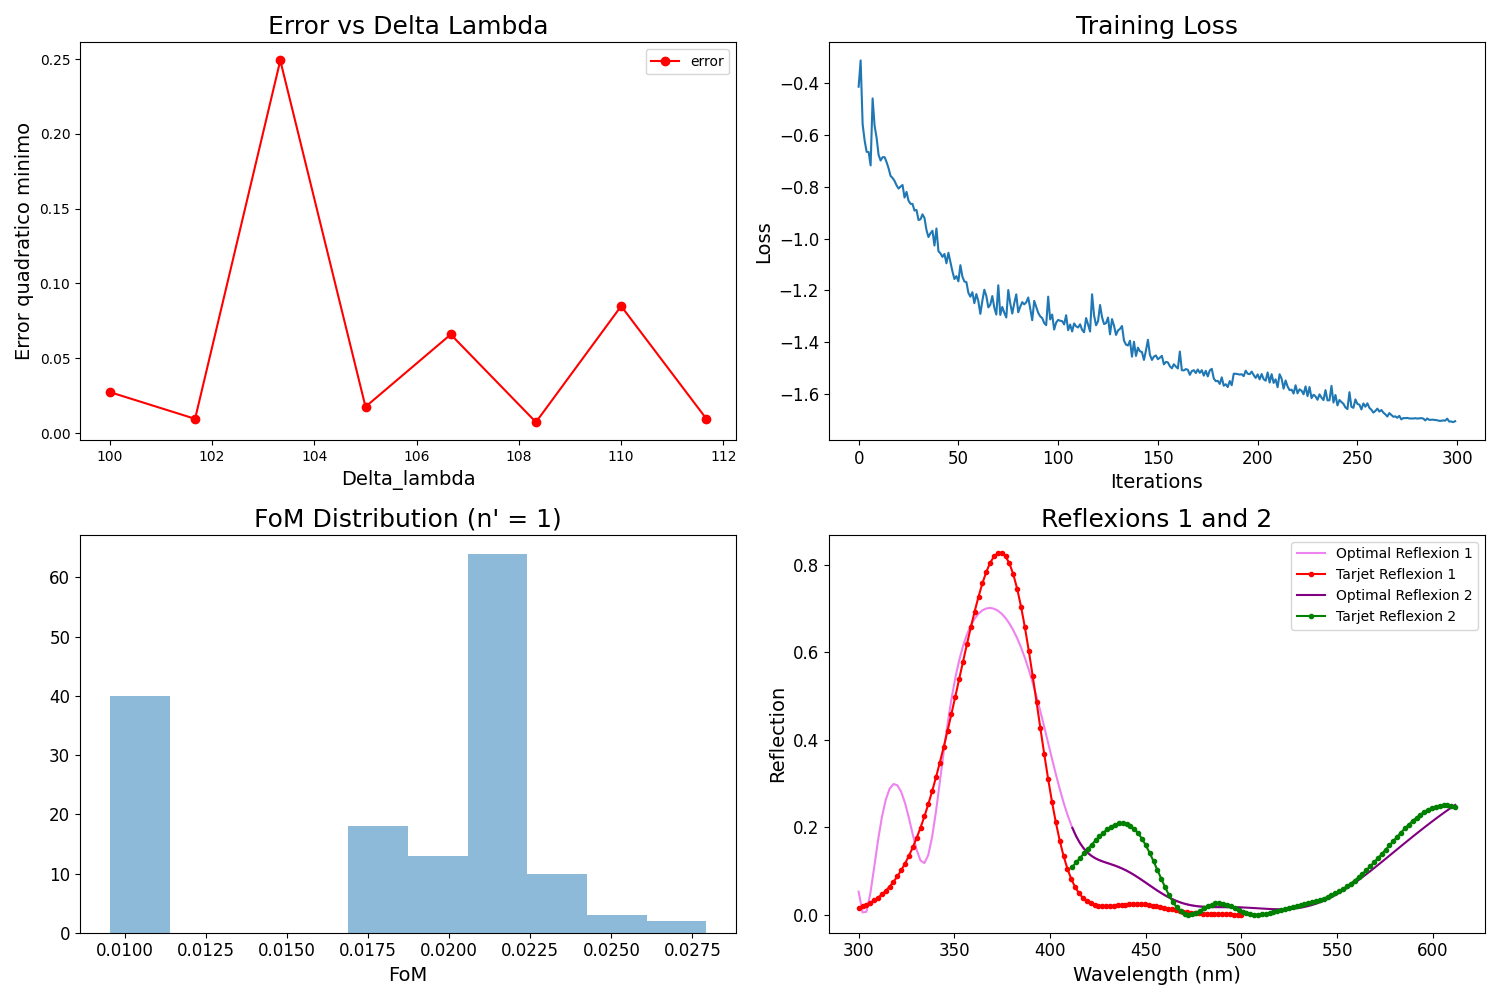 Error vs Delta Lambda
error
Error quadratico minimo
0.25
0.20
0.15
0.10
0.05
0.00
100 102 104 106 108 110 112
Delta_lambda
Training Loss
Loss
−0.4
−0.6
−0.8
−1.0
−1.2
−1.4
−1.6
0 50 100 150 200 250 300
Iterations
FoM Distribution (n' = 1)
60
50
40
30
20
10
0
0.0100 0.0125 0.0150 0.0175 0.0200 0.0225 0.0250 0.0275
FoM
Reflexions 1 and 2
Optimal Reflexion 1
Tarjet Reflexion 1
Optimal Reflexion 2
Tarjet Reflexion 2
Reflection
0.8
0.6
0.4
0.2
0.0
300 350 400 450 500 550 600
Wavelength (nm)